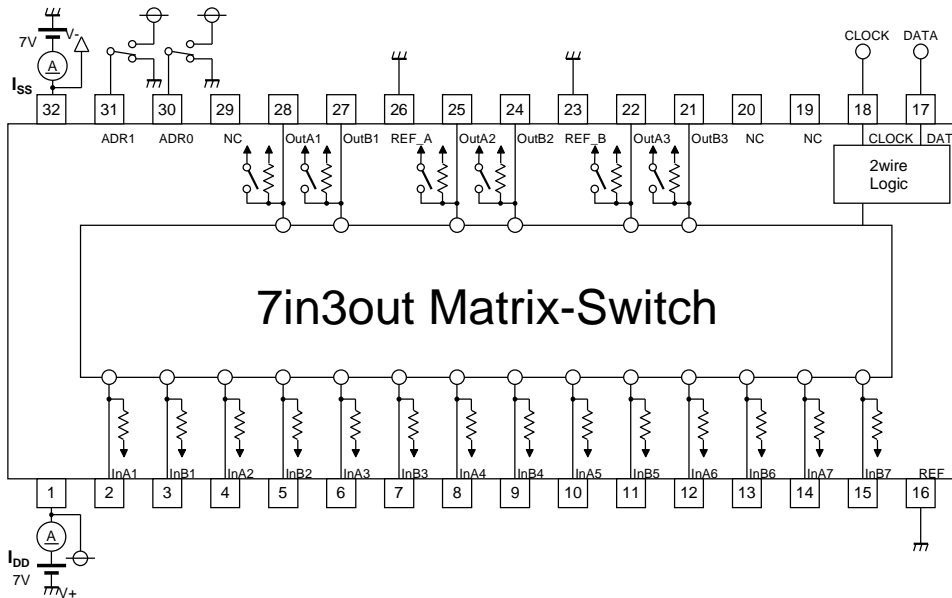 7V
V-
A
I_SS
CLOCK
DATA
32 31 30 29 28 27 26 25 24 23 22 21 20 19 18 17
ADR1 ADR0 NC OutA1 OutB1 REF_A OutA2 OutB2 REF_B OutA3 OutB3 NC NC CLOCK DAT
2wire
Logic
7in3out Matrix-Switch
InA1 InB1 InA2 InB2 InA3 InB3 InA4 InB4 InA5 InB5 InA6 InB6 InA7 InB7 REF
1 2 3 4 5 6 7 8 9 10 11 12 13 14 15 16
A
I_DD
7V
V+